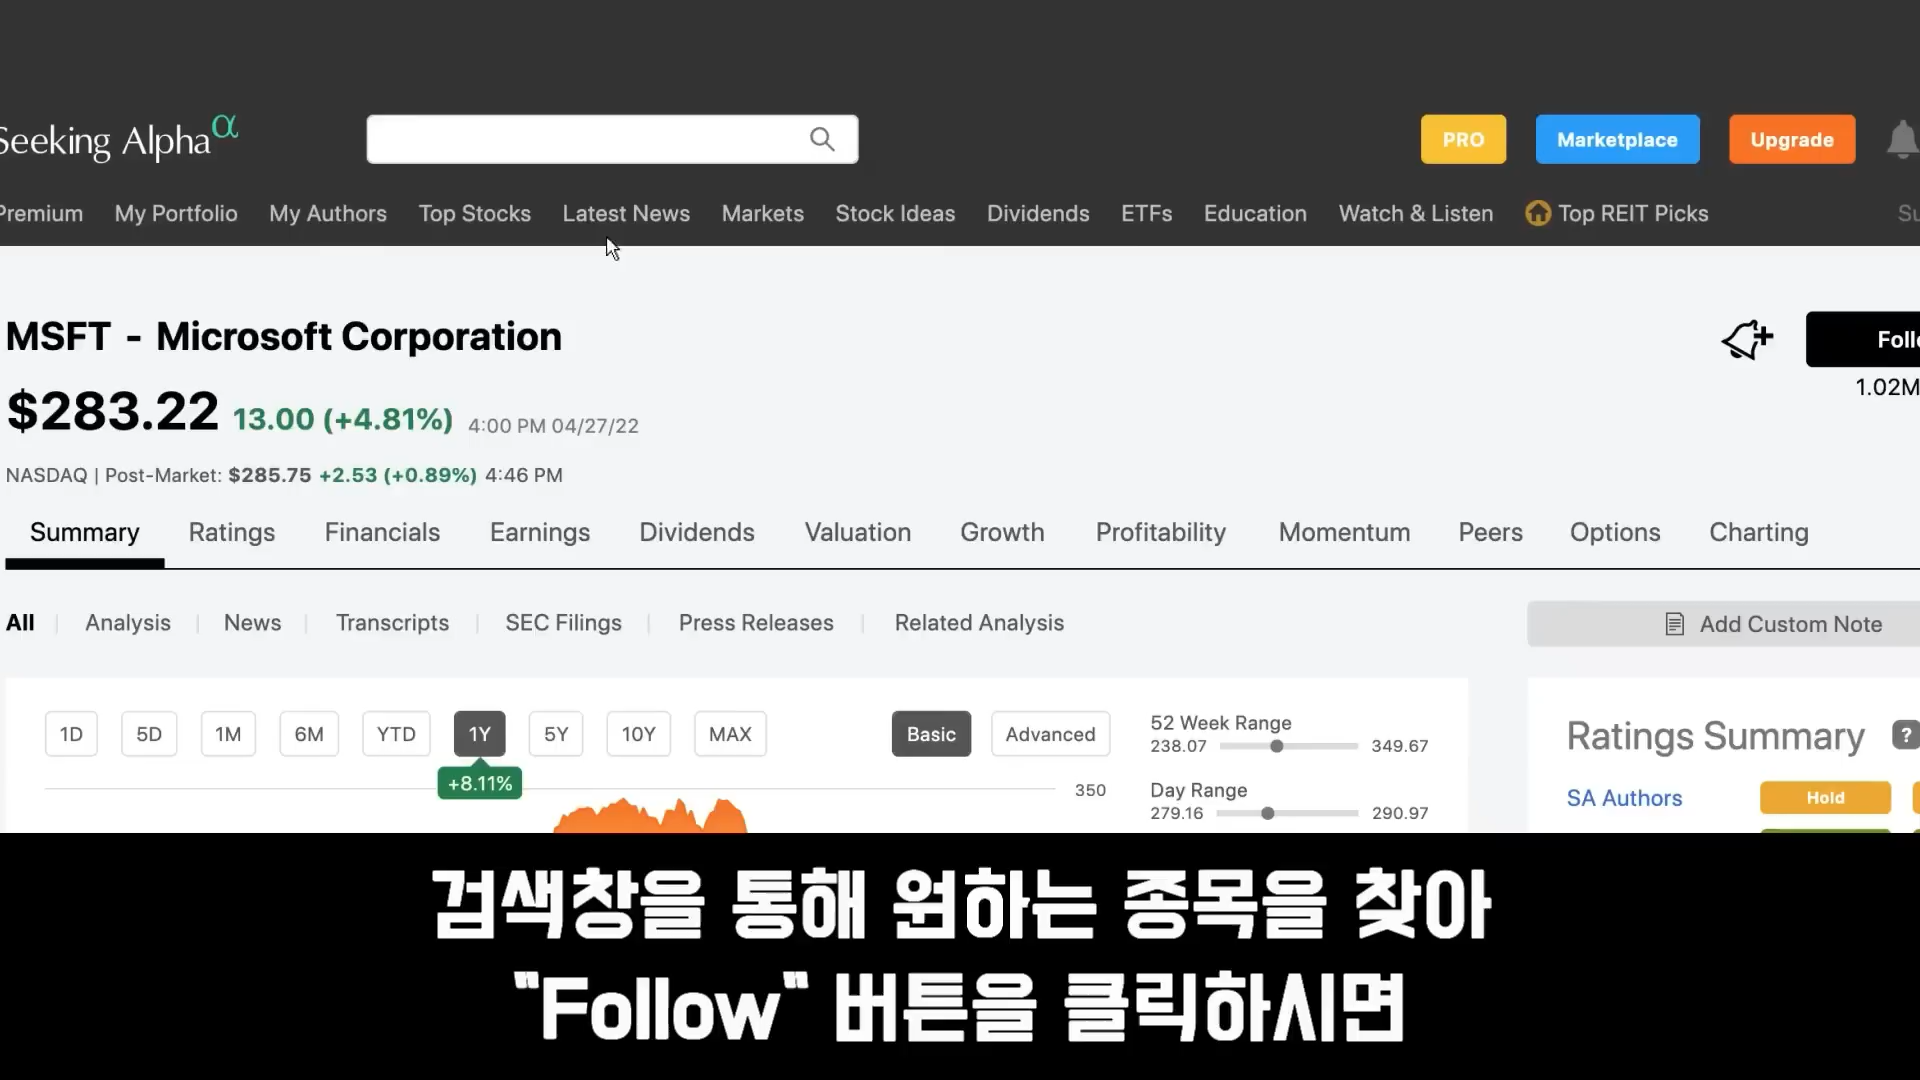 Seeking Alpha α
PRO
Marketplace
Upgrade
Premium My Portfolio My Authors Top Stocks Latest News Markets Stock Ideas Dividends ETFs Education Watch & Listen Top REIT Picks
MSFT - Microsoft Corporation
$283.22 13.00 (+4.81%) 4:00 PM 04/27/22
1.02M
NASDAQ | Post-Market: $285.75 +2.53 (+0.89%) 4:46 PM
Summary Ratings Financials Earnings Dividends Valuation Growth Profitability Momentum Peers Options Charting
All | Analysis | News | Transcripts | SEC Filings | Press Releases | Related Analysis
Add Custom Note
1D 5D 1M 6M YTD 1Y 5Y 10Y MAX
+8.11%
Basic Advanced
350
52 Week Range
238.07 349.67
Day Range
279.16 290.97
Ratings Summary ?
SA Authors Hold
검색창을 통해 원하는 종목을 찾아
"Follow" 버튼을 클릭하시면